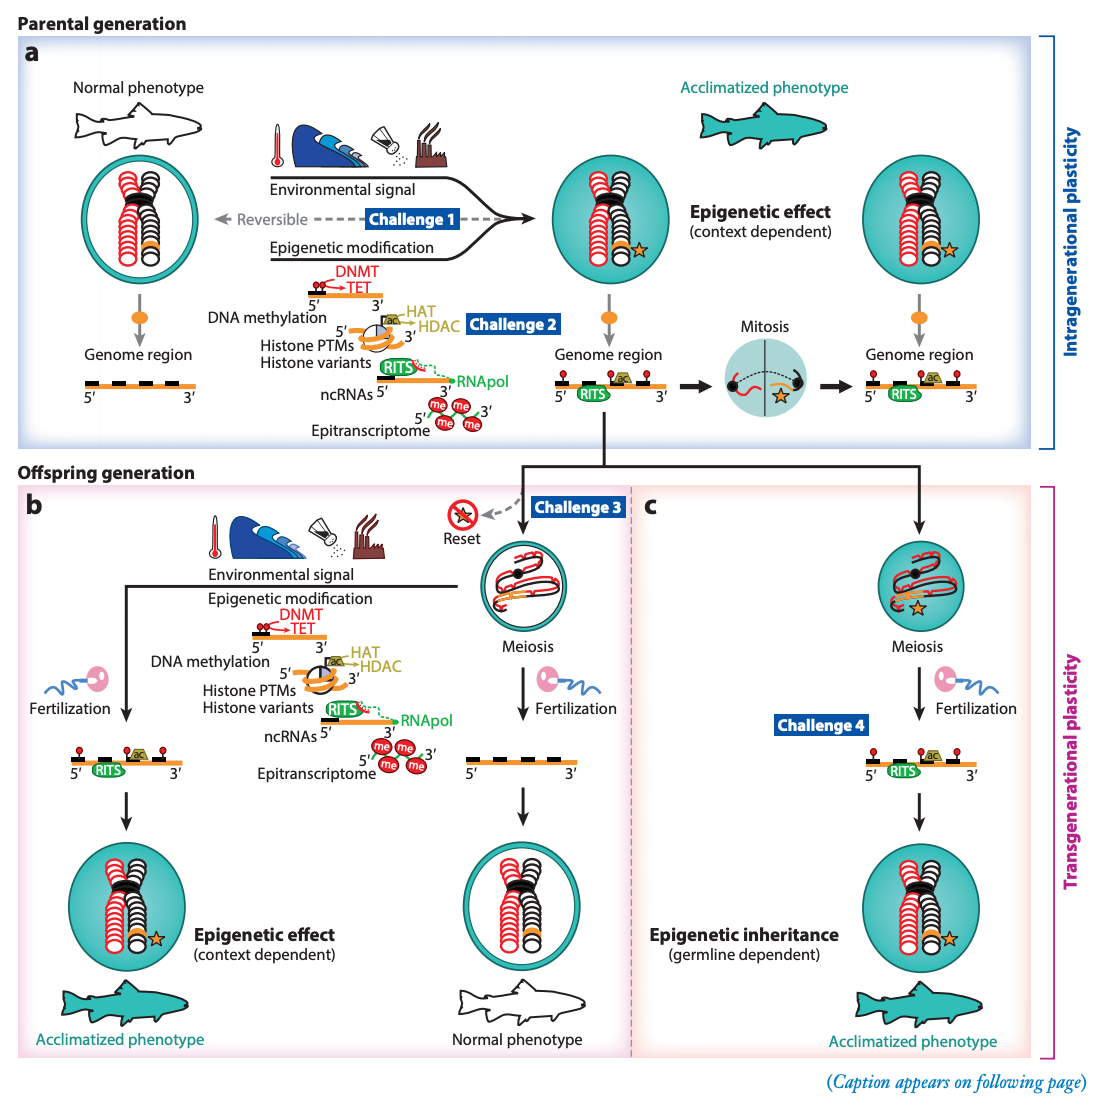 Parental generation
a
Normal phenotype
Acclimatized phenotype
Environmental signal
Reversible
Challenge 1
Epigenetic modification
Epigenetic effect
(context dependent)
DNMT
TET
5′ 3′
DNA methylation
HAT
ac
HDAC
5′ 3′
Challenge 2
Histone PTMs
Histone variants
RITS
RNApol
ncRNAs
5′ 3′
me me
me me
5′ 3′
Epitranscriptome
Genome region
5′ 3′
Genome region
ac
RITS
5′ 3′
Mitosis
Genome region
ac
RITS
5′ 3′
Intragenerational plasticity
Offspring generation
b
Challenge 3
Reset
Environmental signal
Epigenetic modification
DNMT
TET
5′ 3′
DNA methylation
HAT
ac
HDAC
5′ 3′
Histone PTMs
Histone variants
RITS
RNApol
ncRNAs
5′ 3′
me me
me me
5′ 3′
Epitranscriptome
Meiosis
Fertilization
Fertilization
ac
RITS
5′ 3′
5′ 3′
Epigenetic effect
(context dependent)
Acclimatized phenotype
Normal phenotype
c
Meiosis
Fertilization
Challenge 4
ac
RITS
5′ 3′
Epigenetic inheritance
(germline dependent)
Acclimatized phenotype
Transgenerational plasticity
(Caption appears on following page)